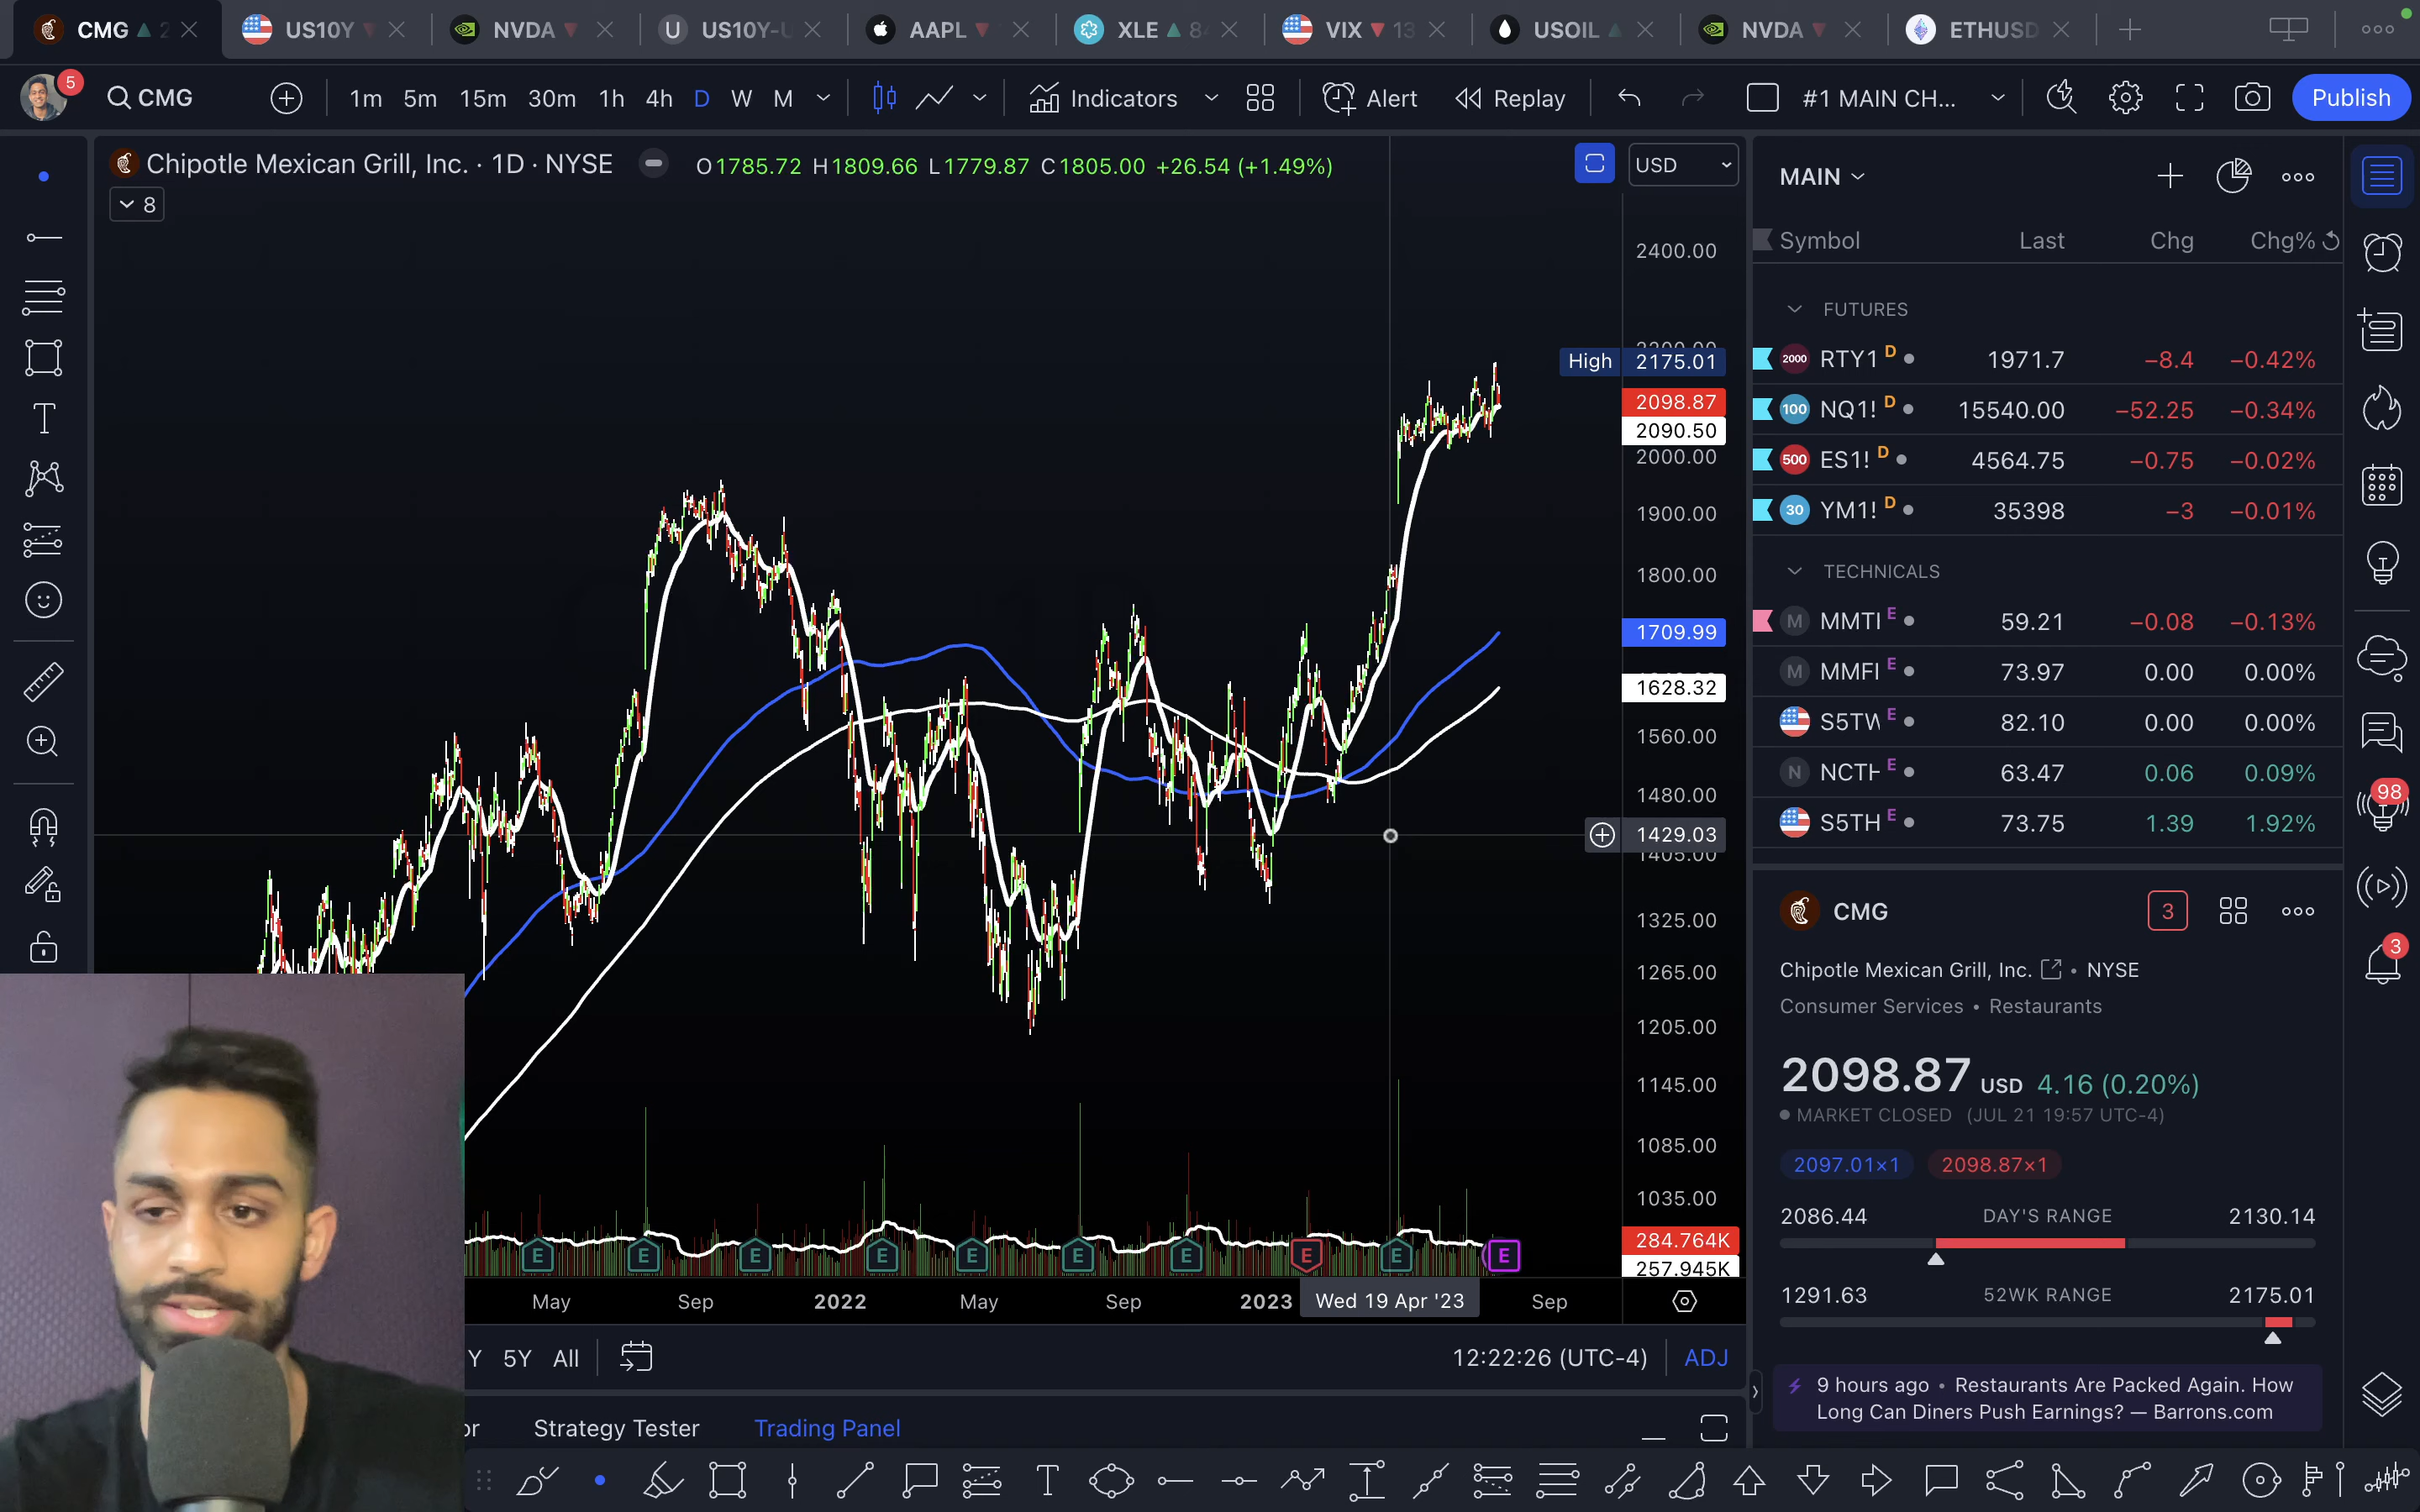 CMG 2
US10Y
NVDA
U US10Y-U
AAPL
XLE 8
VIX 13
USOIL
NVDA
ETHUSD
5
CMG
1m 5m 15m 30m 1h 4h D W M
Indicators
Alert
Replay
#1 MAIN CH...
Publish
Chipotle Mexican Grill, Inc. · 1D · NYSE
O1785.72 H1809.66 L1779.87 C1805.00 +26.54 (+1.49%)
USD
8
2400.00
High 2175.01
2098.87
2090.50
2000.00
1900.00
1800.00
1709.99
1628.32
1560.00
1480.00
1429.03
1405.00
1325.00
1265.00
1205.00
1145.00
1085.00
1035.00
284.764K
257.945K
E E E E E E E E E E
May Sep 2022 May Sep 2023 Wed 19 Apr '23 Sep
Y 5Y All
12:22:26 (UTC-4) ADJ
or Strategy Tester Trading Panel
MAIN
Symbol Last Chg Chg%
FUTURES
2000 RTY1 D 1971.7 −8.4 −0.42%
100 NQ1! D 15540.00 −52.25 −0.34%
500 ES1! D 4564.75 −0.75 −0.02%
30 YM1! D 35398 −3 −0.01%
TECHNICALS
M MMTI E 59.21 −0.08 −0.13%
M MMFI E 73.97 0.00 0.00%
S5TW E 82.10 0.00 0.00%
N NCTH E 63.47 0.06 0.09%
S5TH E 73.75 1.39 1.92%
CMG
3
Chipotle Mexican Grill, Inc. • NYSE
Consumer Services • Restaurants
2098.87 USD 4.16 (0.20%)
MARKET CLOSED (JUL 21 19:57 UTC-4)
2097.01×1 2098.87×1
2086.44 DAY'S RANGE 2130.14
1291.63 52WK RANGE 2175.01
9 hours ago • Restaurants Are Packed Again. How
Long Can Diners Push Earnings? — Barrons.com
98
3
T
T